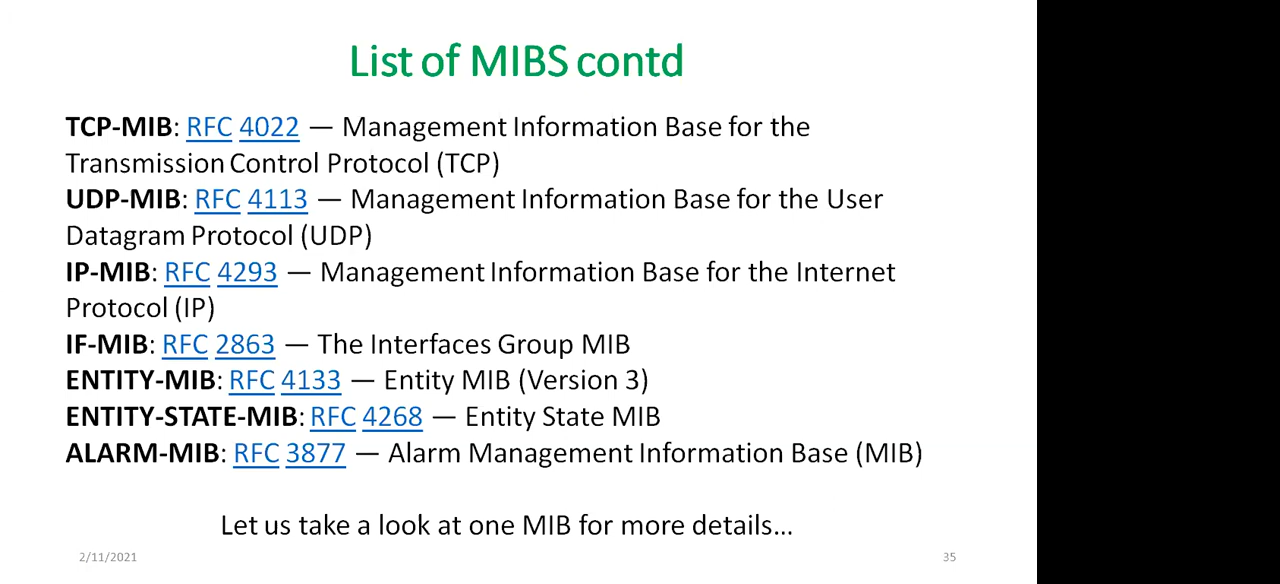 List of MIBS contd
TCP-MIB: RFC 4022 — Management Information Base for the
Transmission Control Protocol (TCP)
UDP-MIB: RFC 4113 — Management Information Base for the User
Datagram Protocol (UDP)
IP-MIB: RFC 4293 — Management Information Base for the Internet
Protocol (IP)
IF-MIB: RFC 2863 — The Interfaces Group MIB
ENTITY-MIB: RFC 4133 — Entity MIB (Version 3)
ENTITY-STATE-MIB: RFC 4268 — Entity State MIB
ALARM-MIB: RFC 3877 — Alarm Management Information Base (MIB)
Let us take a look at one MIB for more details...
2/11/2021
35